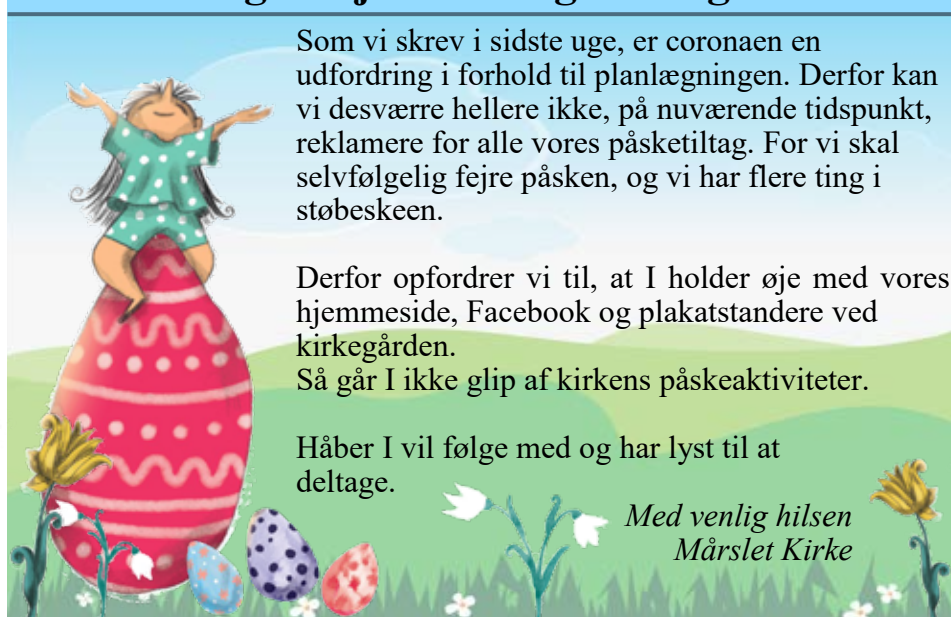 Som vi skrev i sidste uge, er coronaen en
udfordring i forhold til planlægningen. Derfor kan
vi desværre hellere ikke, på nuværende tidspunkt,
reklamere for alle vores påsketiltag. For vi skal
selvfølgelig fejre påsken, og vi har flere ting i
støbeskeen.
Derfor opfordrer vi til, at I holder øje med vores
hjemmeside, Facebook og plakatstandere ved
kirkegården.
Så går I ikke glip af kirkens påskeaktiviteter.
Håber I vil følge med og har lyst til at
deltage.
Med venlig hilsen
Mårslet Kirke